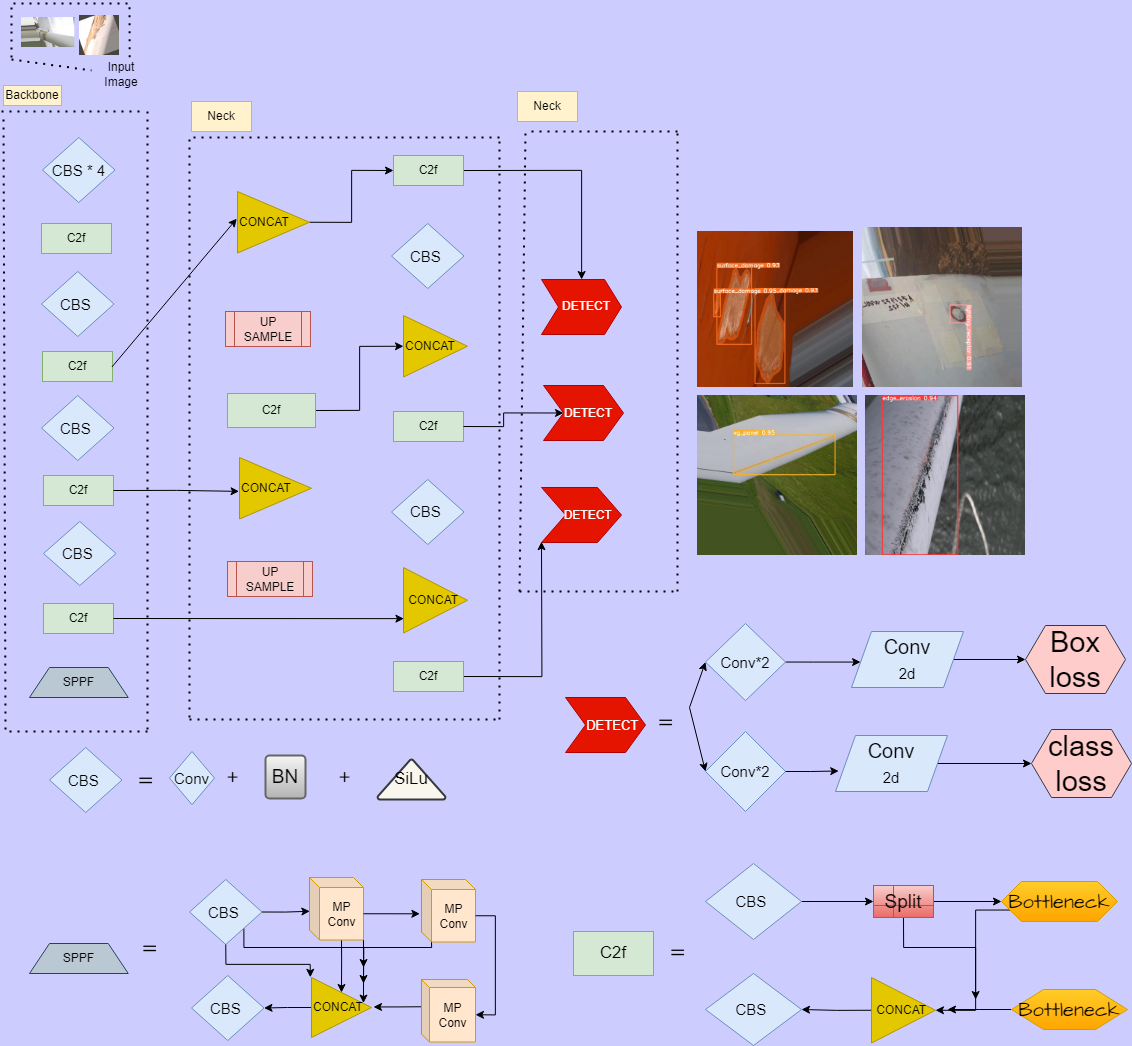 Input
Image
Backbone
CBS * 4
C2f
CBS
C2f
CBS
C2f
CBS
C2f
SPPF
Neck
CONCAT
UP
SAMPLE
C2f
CONCAT
UP
SAMPLE
C2f
CBS
CONCAT
C2f
CBS
CONCAT
C2f
Neck
DETECT
DETECT
DETECT
surface_damage 0.93
surface_damage 0.95
damage 0.93
vg_panel 0.95
edge_erosion 0.94
DETECT
=
Conv*2
Conv
2d
Box
loss
Conv*2
Conv
2d
class
loss
CBS = Conv + BN + SiLu
SPPF
=
CBS
MP
Conv
MP
Conv
CBS
CONCAT
MP
Conv
C2f
=
CBS
Split
Bottleneck
CBS
CONCAT
Bottleneck